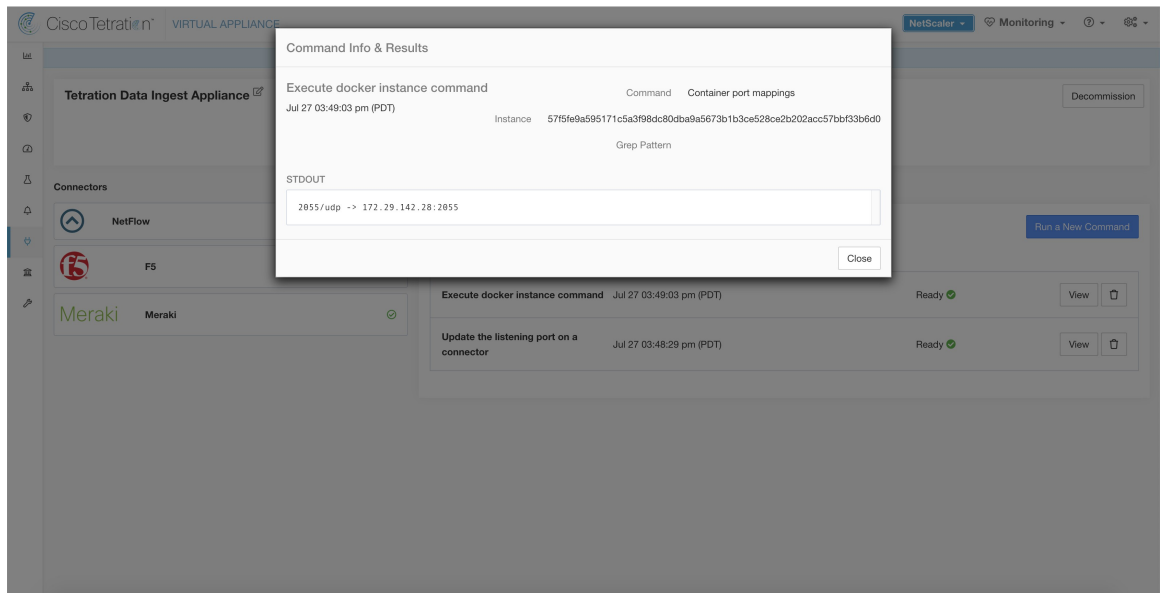 Cisco Tetration™ VIRTUAL APPLIANCE NetScaler Monitoring
Command Info & Results
Execute docker instance command
Jul 27 03:49:03 pm (PDT)
Command Container port mappings
Instance 57f5fe9a595171c5a3f98dc80dba9a5673b1b3ce528ce2b202acc57bbf33b6d0
Grep Pattern
STDOUT
2055/udp -> 172.29.142.28:2055
Close
Tetration Data Ingest Appliance
Decommission
Connectors
NetFlow
F5
F5
Meraki
Meraki
Run a New Command
Execute docker instance command Jul 27 03:49:03 pm (PDT) Ready View
Update the listening port on a
connector
Jul 27 03:48:29 pm (PDT) Ready View